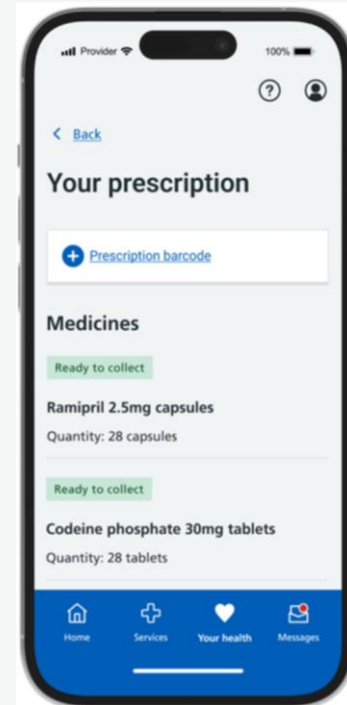 Provider
100%
?
Back
Your prescription
Prescription barcode
Medicines
Ready to collect
Ramipril 2.5mg capsules
Quantity: 28 capsules
Ready to collect
Codeine phosphate 30mg tablets
Quantity: 28 tablets
Home Services Your health Messages